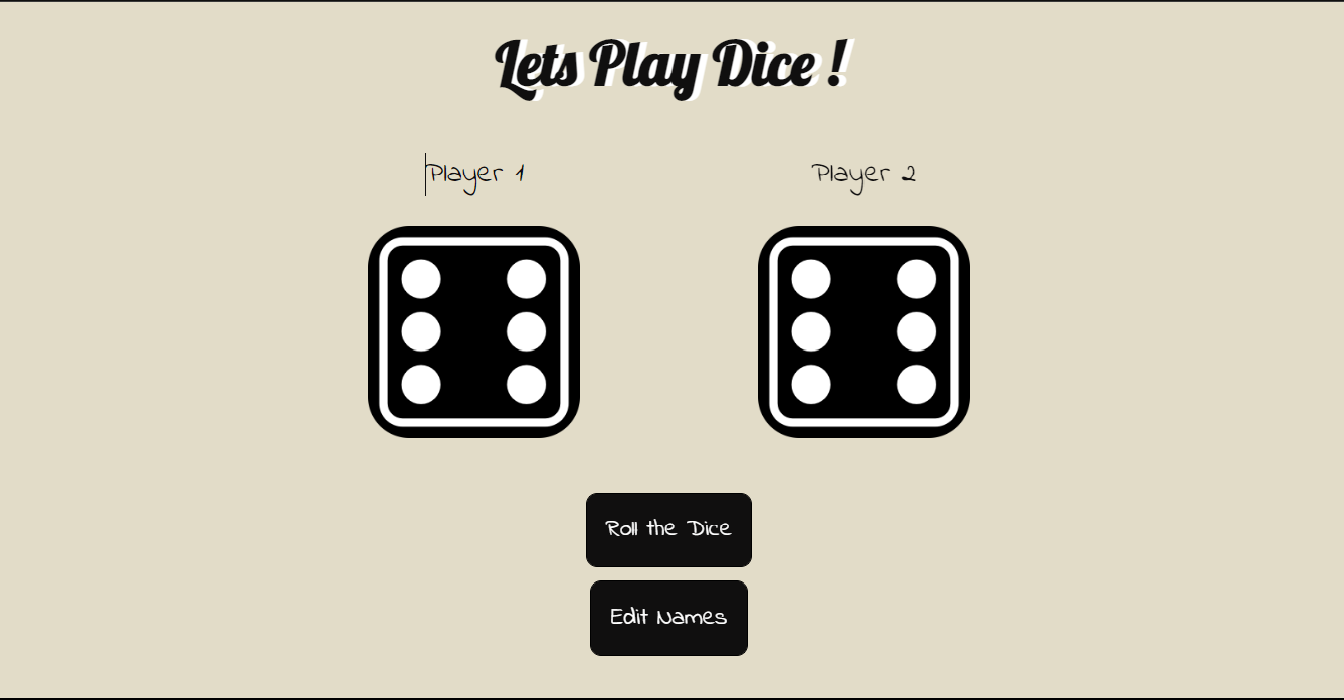 Lets Play Dice !
Player 1
Player 2
Roll the Dice
Edit Names